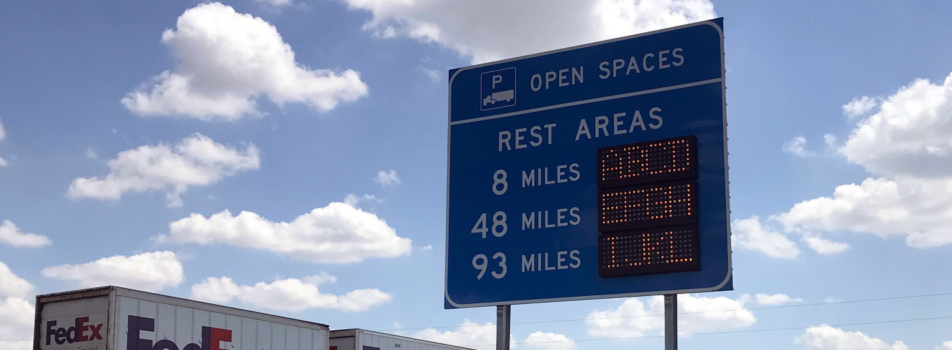 P
OPEN SPACES
REST AREAS
8 MILES ABCD
48 MILES EFGH
93 MILES IJKL
FedEx
FedEx